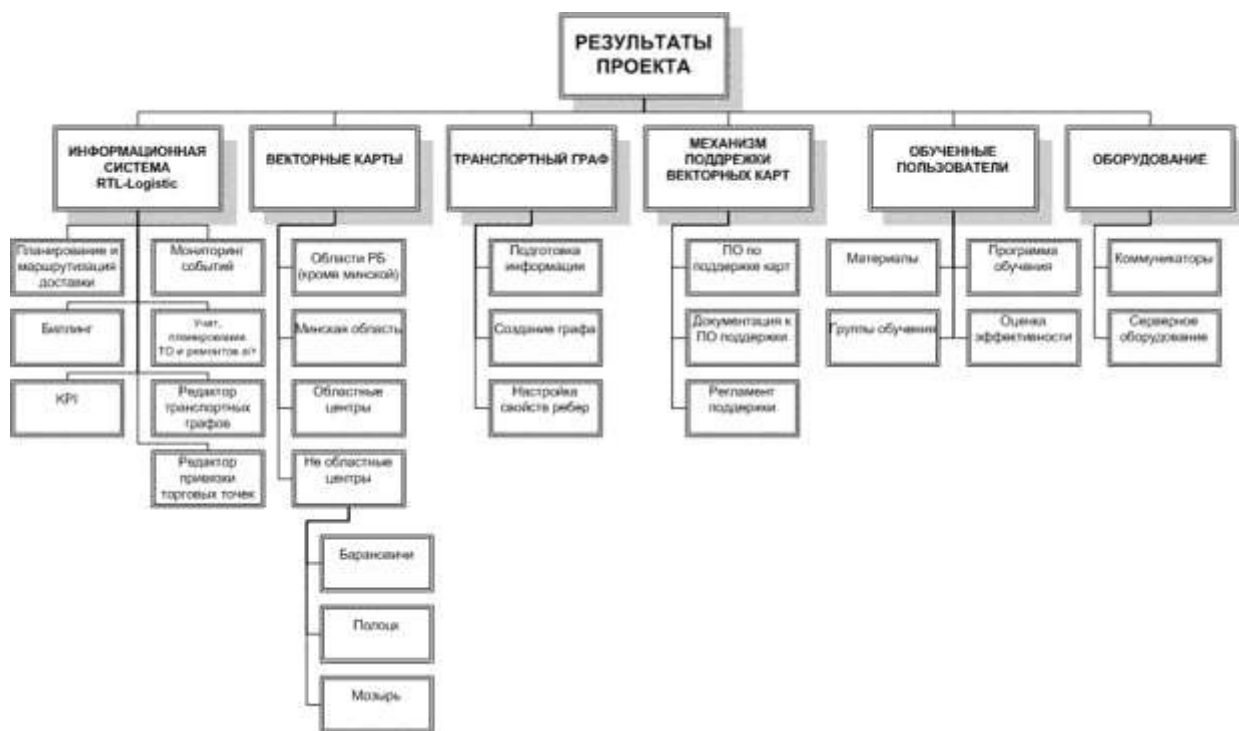 РЕЗУЛЬТАТЫ
ПРОЕКТА
ИНФОРМАЦИОННАЯ
СИСТЕМА
RTL-Logistic
ВЕКТОРНЫЕ КАРТЫ
ТРАНСПОРТНЫЙ ГРАФ
МЕХАНИЗМ
ПОДДРЕЖКИ
ВЕКТОРНЫХ КАРТ
ОБУЧЕННЫЕ
ПОЛЬЗОВАТЕЛИ
ОБОРУДОВАНИЕ
Планирование и
маршрутизация
доставки
Мониторинг
событий
Биллинг
Учет,
планирование
ТО и ремонтов а/т
KPI
Редактор
транспортных
графов
Редактор
привязки
торговых точек
Области РБ
(кроме минской)
Минская область
Областные
центры
Не областные
центры
Барановичи
Полоцк
Мозырь
Подготовка
информации
Создание графа
Настройка
свойств ребер
ПО по
поддержке карт
Документация к
ПО поддержки
Регламент
поддержки
Материалы
Программа
обучения
Группы обучения
Оценка
эффективности
Коммуникаторы
Серверное
оборудование